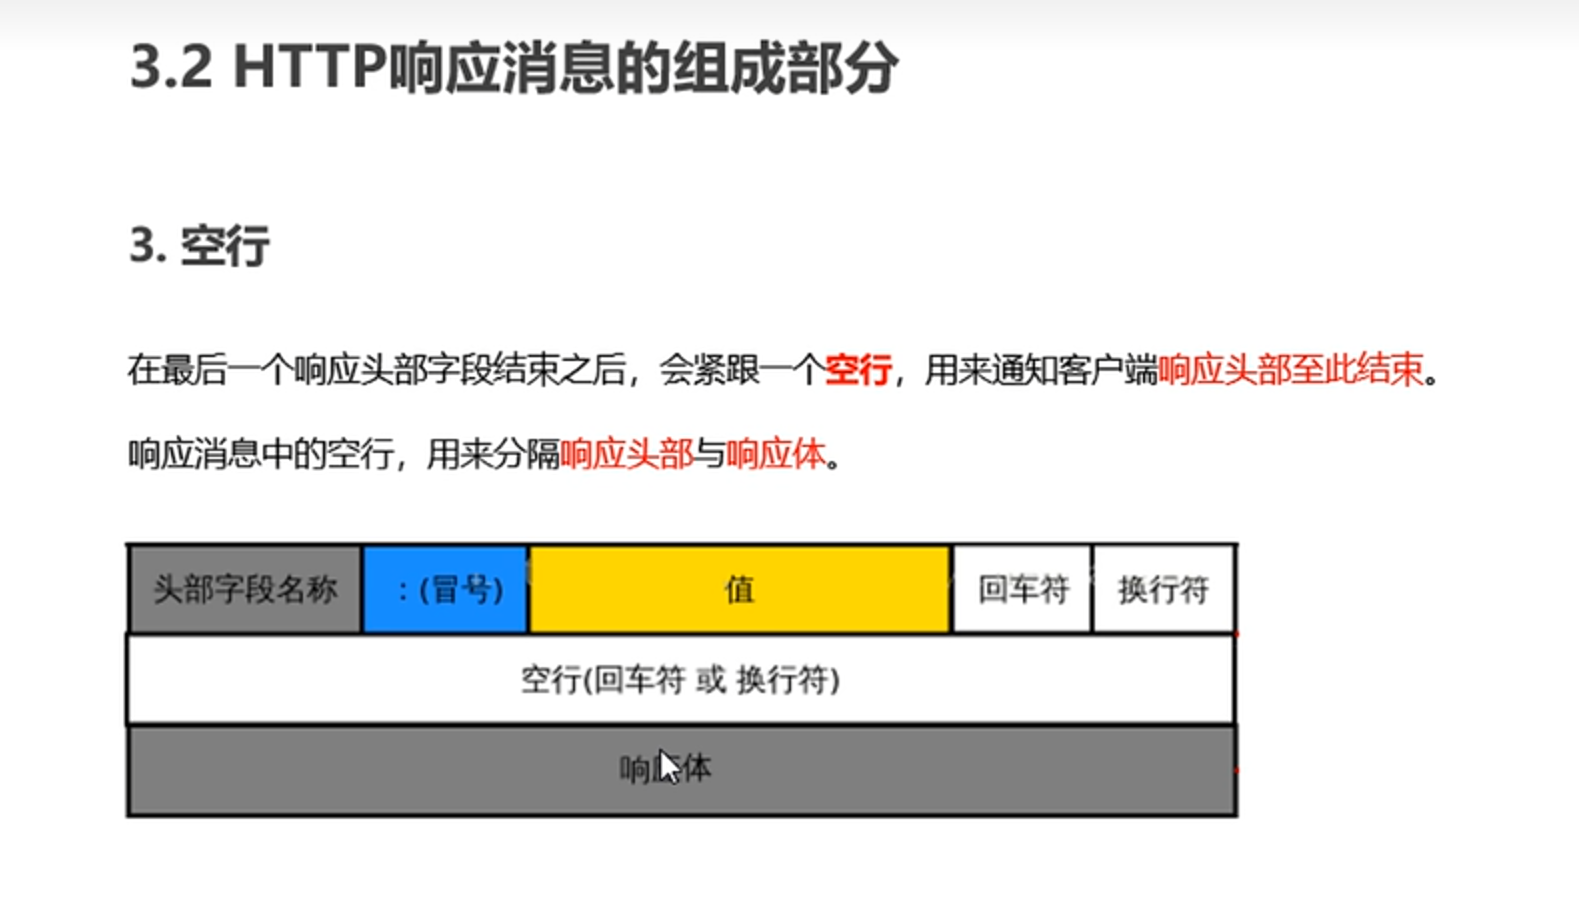 3.2 HTTP响应消息的组成部分
3. 空行
在最后一个响应头部字段结束之后，会紧跟一个空行，用来通知客户端响应头部至此结束。
响应消息中的空行，用来分隔响应头部与响应体。
头部字段名称 : (冒号) 值 回车符 换行符
空行(回车符 或 换行符)
响应体